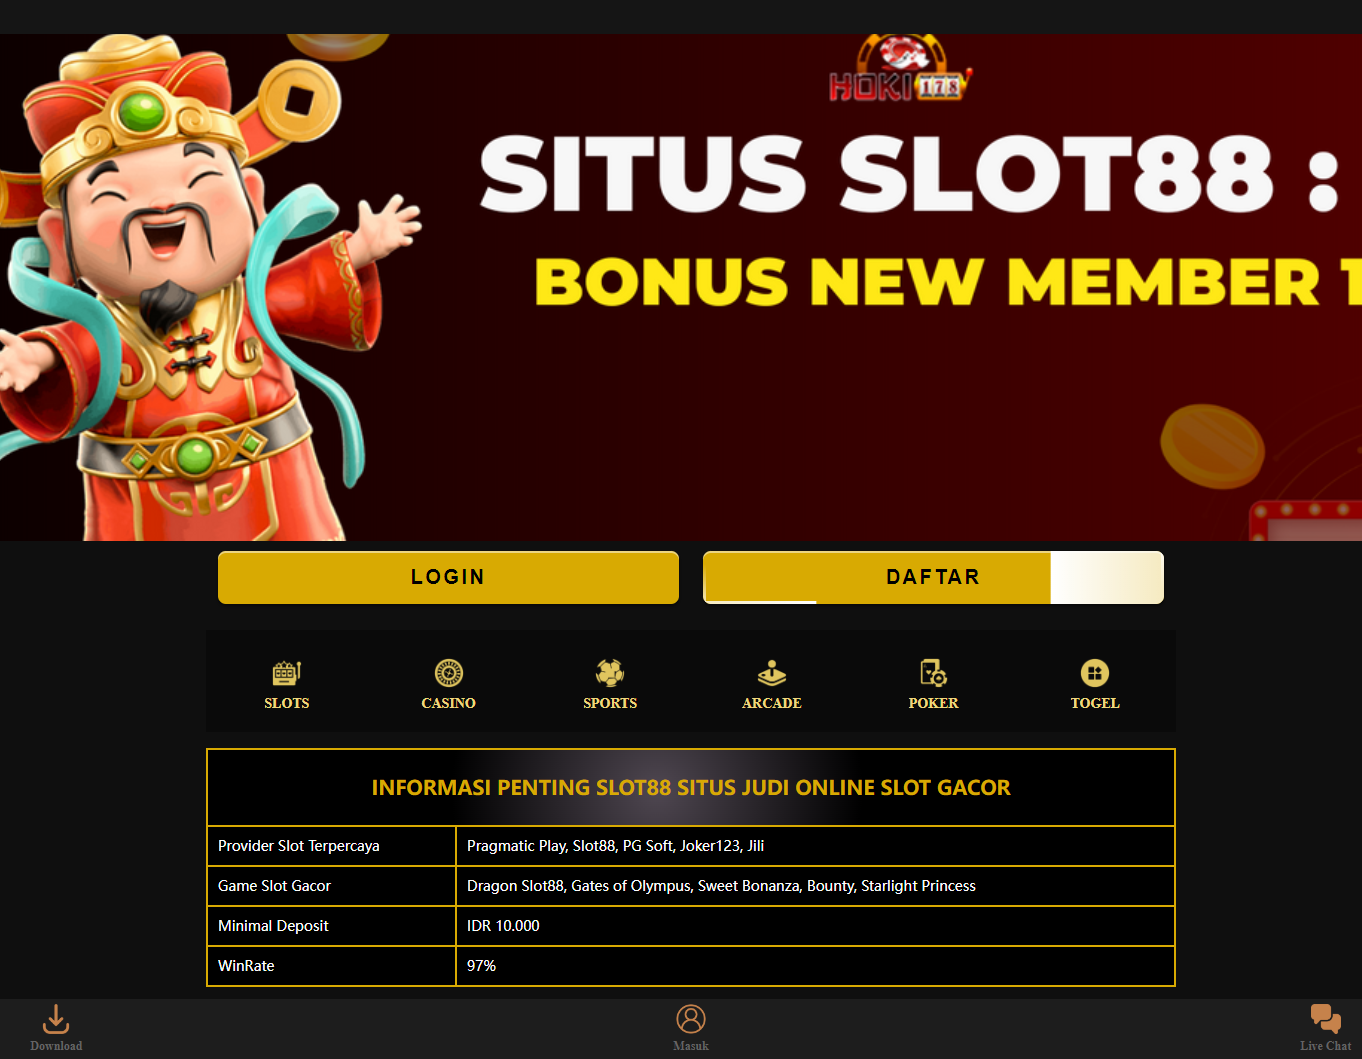 HOKI 178
SITUS SLOT88 :
BONUS NEW MEMBER 1
LOGIN
DAFTAR
SLOTS
CASINO
SPORTS
ARCADE
POKER
TOGEL
INFORMASI PENTING SLOT88 SITUS JUDI ONLINE SLOT GACOR
Provider Slot Terpercaya
Pragmatic Play, Slot88, PG Soft, Joker123, Jili
Game Slot Gacor
Dragon Slot88, Gates of Olympus, Sweet Bonanza, Bounty, Starlight Princess
Minimal Deposit
IDR 10.000
WinRate
97%
Download
Masuk
Live Chat